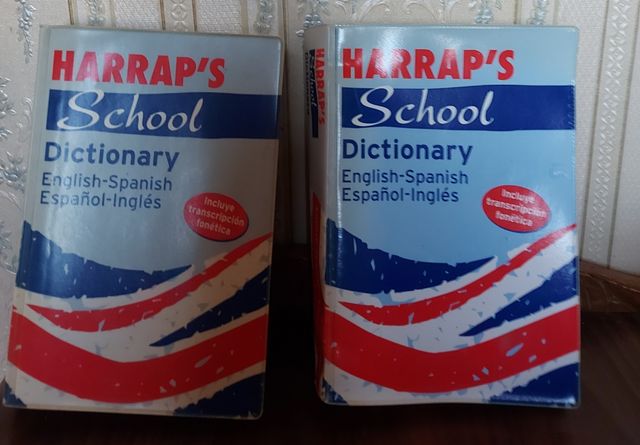 HARRAP'S
School
Dictionary
English-Spanish
Español-Inglés
Incluye
transcripción
fonética
HARRAP'S
HARRAP'S
School
Dictionary
English-Spanish
Español-Inglés
Incluye
transcripción
fonética